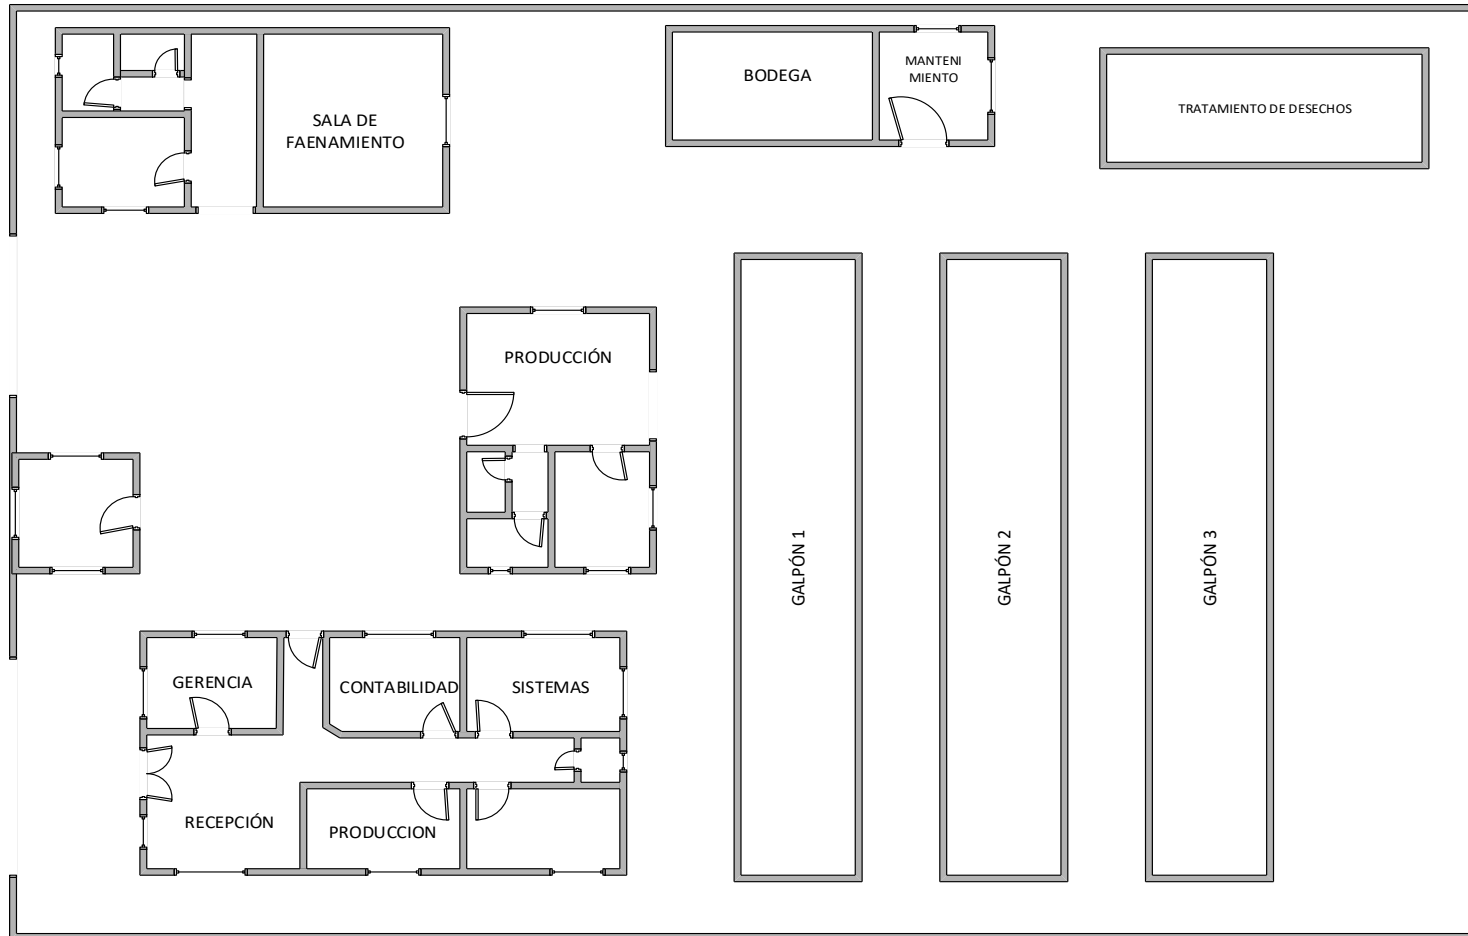 BODEGA
MANTENI
MIENTO
TRATAMIENTO DE DESECHOS
SALA DE
FAENAMIENTO
PRODUCCIÓN
GALPÓN 1
GALPÓN 2
GALPÓN 3
GERENCIA
CONTABILIDAD
SISTEMAS
RECEPCIÓN
PRODUCCION